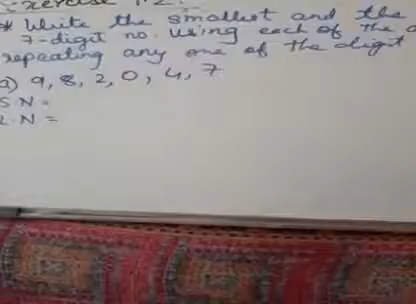 * Write the smallest and the
7-digit no. using each of the
repeating any one of the digit
a) 9, 8, 2, 0, 4, 7
S.N =
L.N =